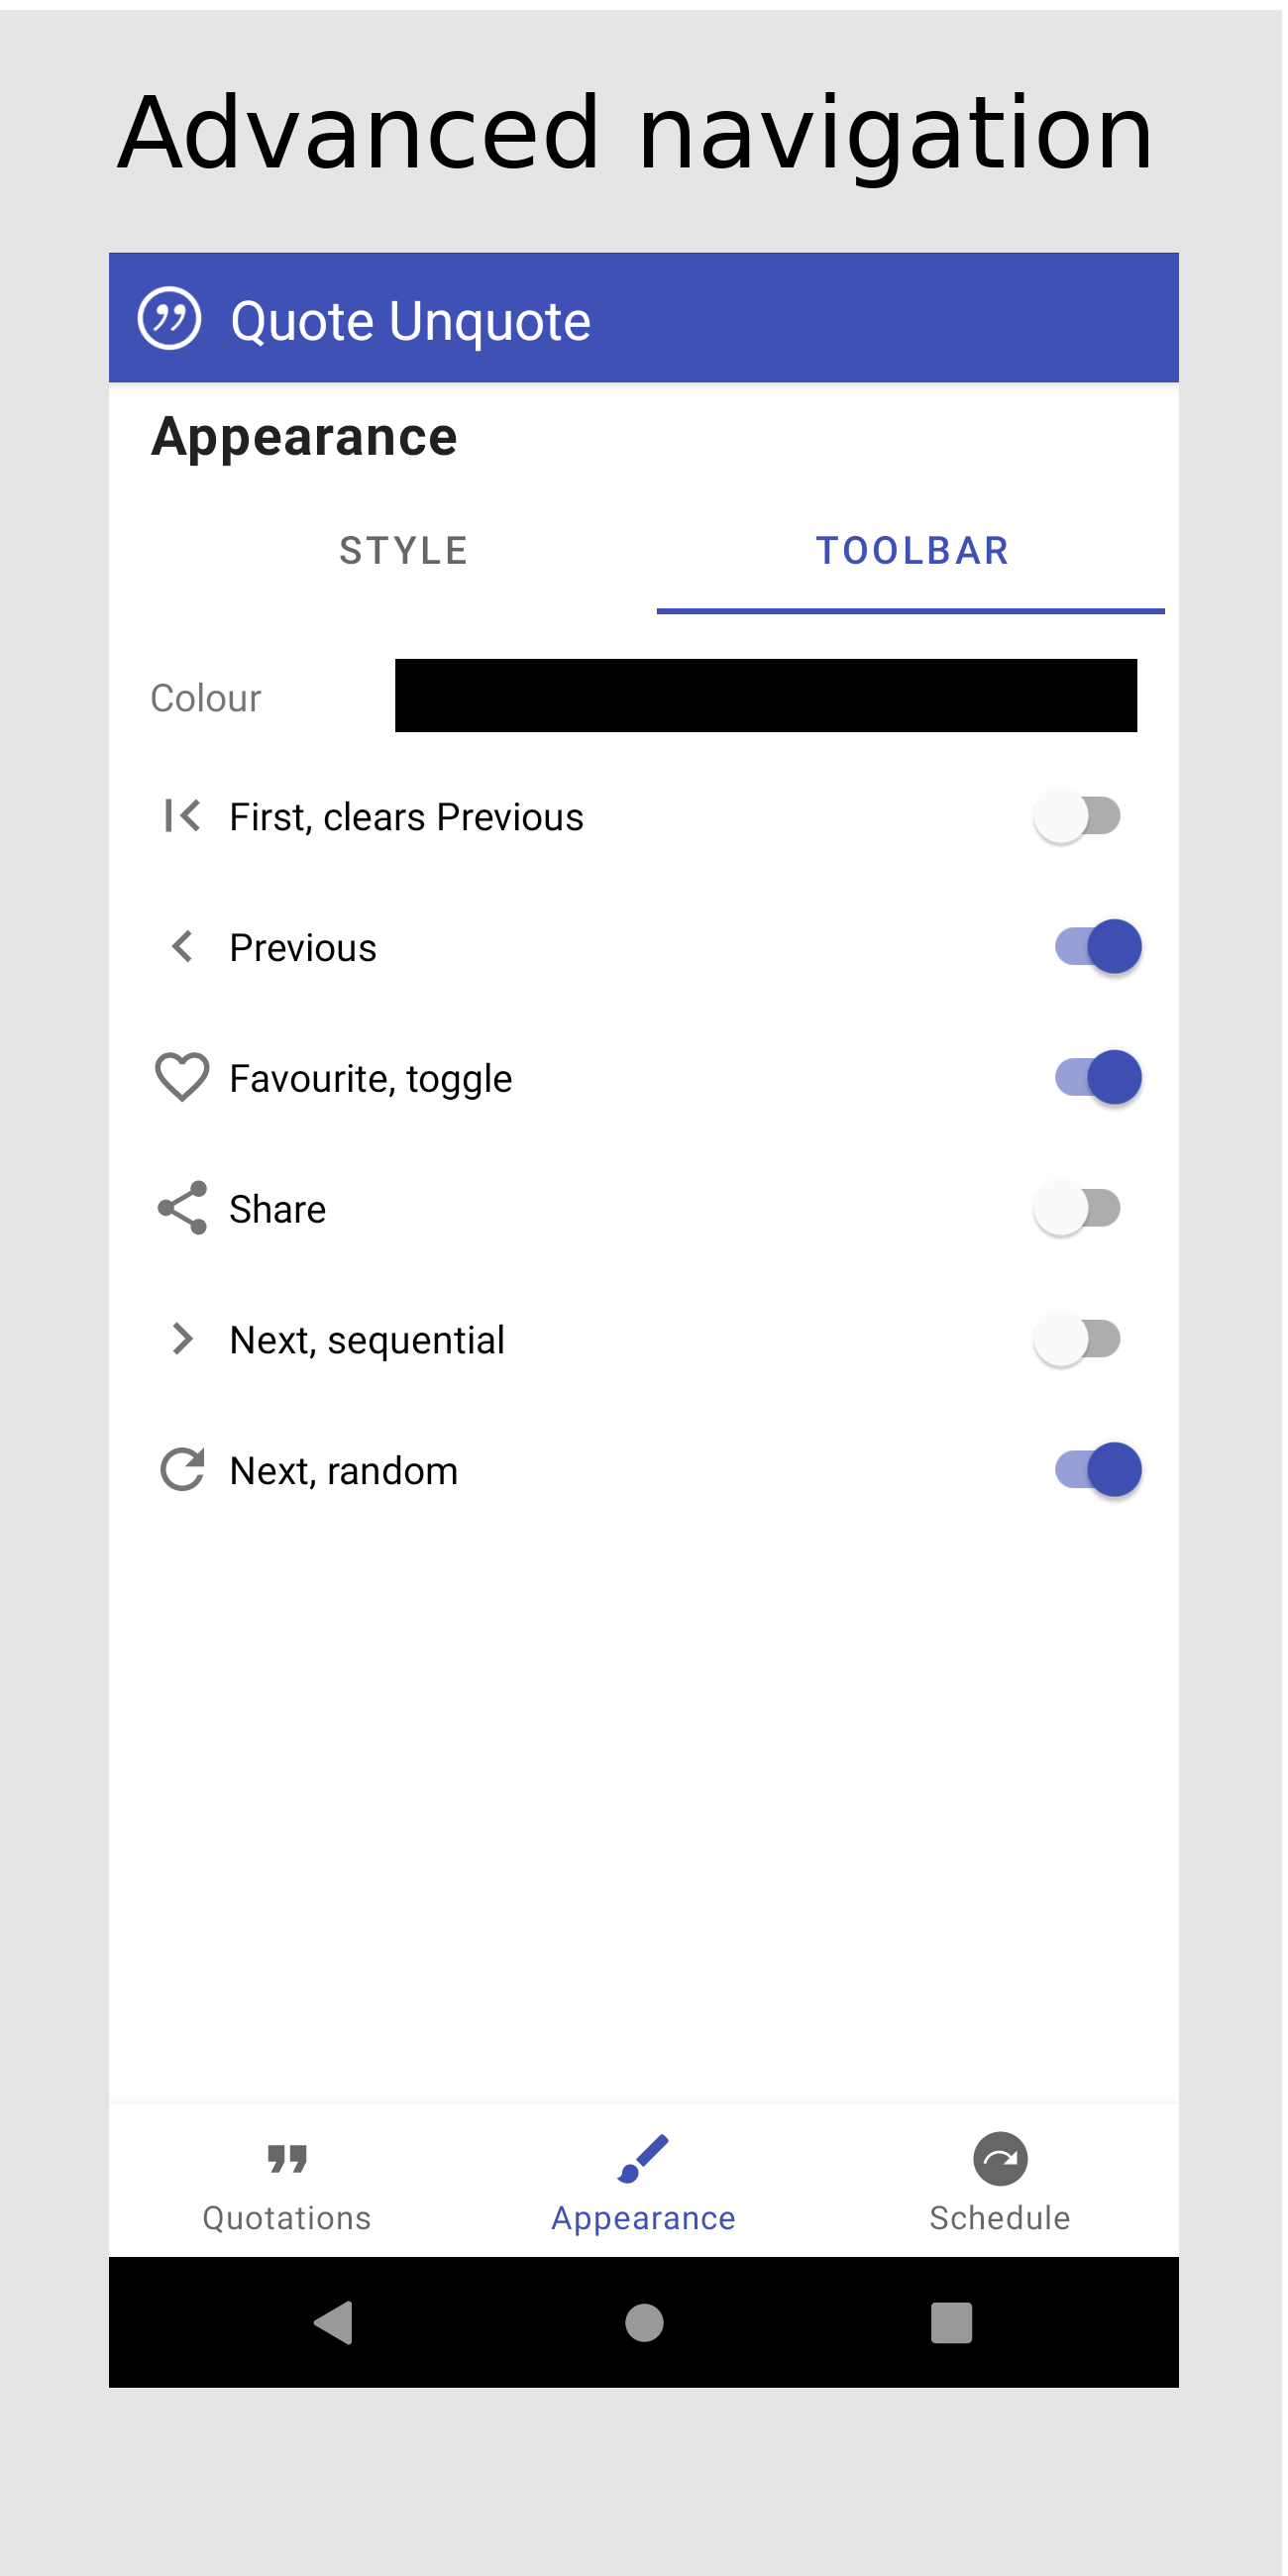 Advanced navigation
Quote Unquote
Appearance
STYLE TOOLBAR
Colour
First, clears Previous
Previous
Favourite, toggle
Share
Next, sequential
Next, random
Quotations Appearance Schedule